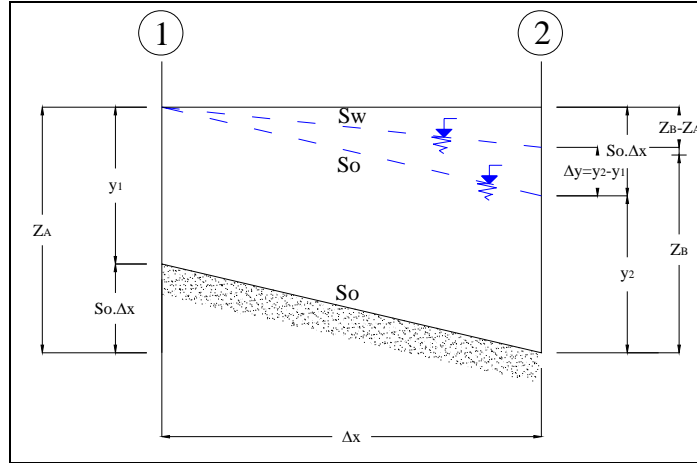 1
2
Sw
So
So
ZA
y1
So.Δx
ZB-ZA
So.Δx
Δy=y2-y1
ZB
y2
Δx